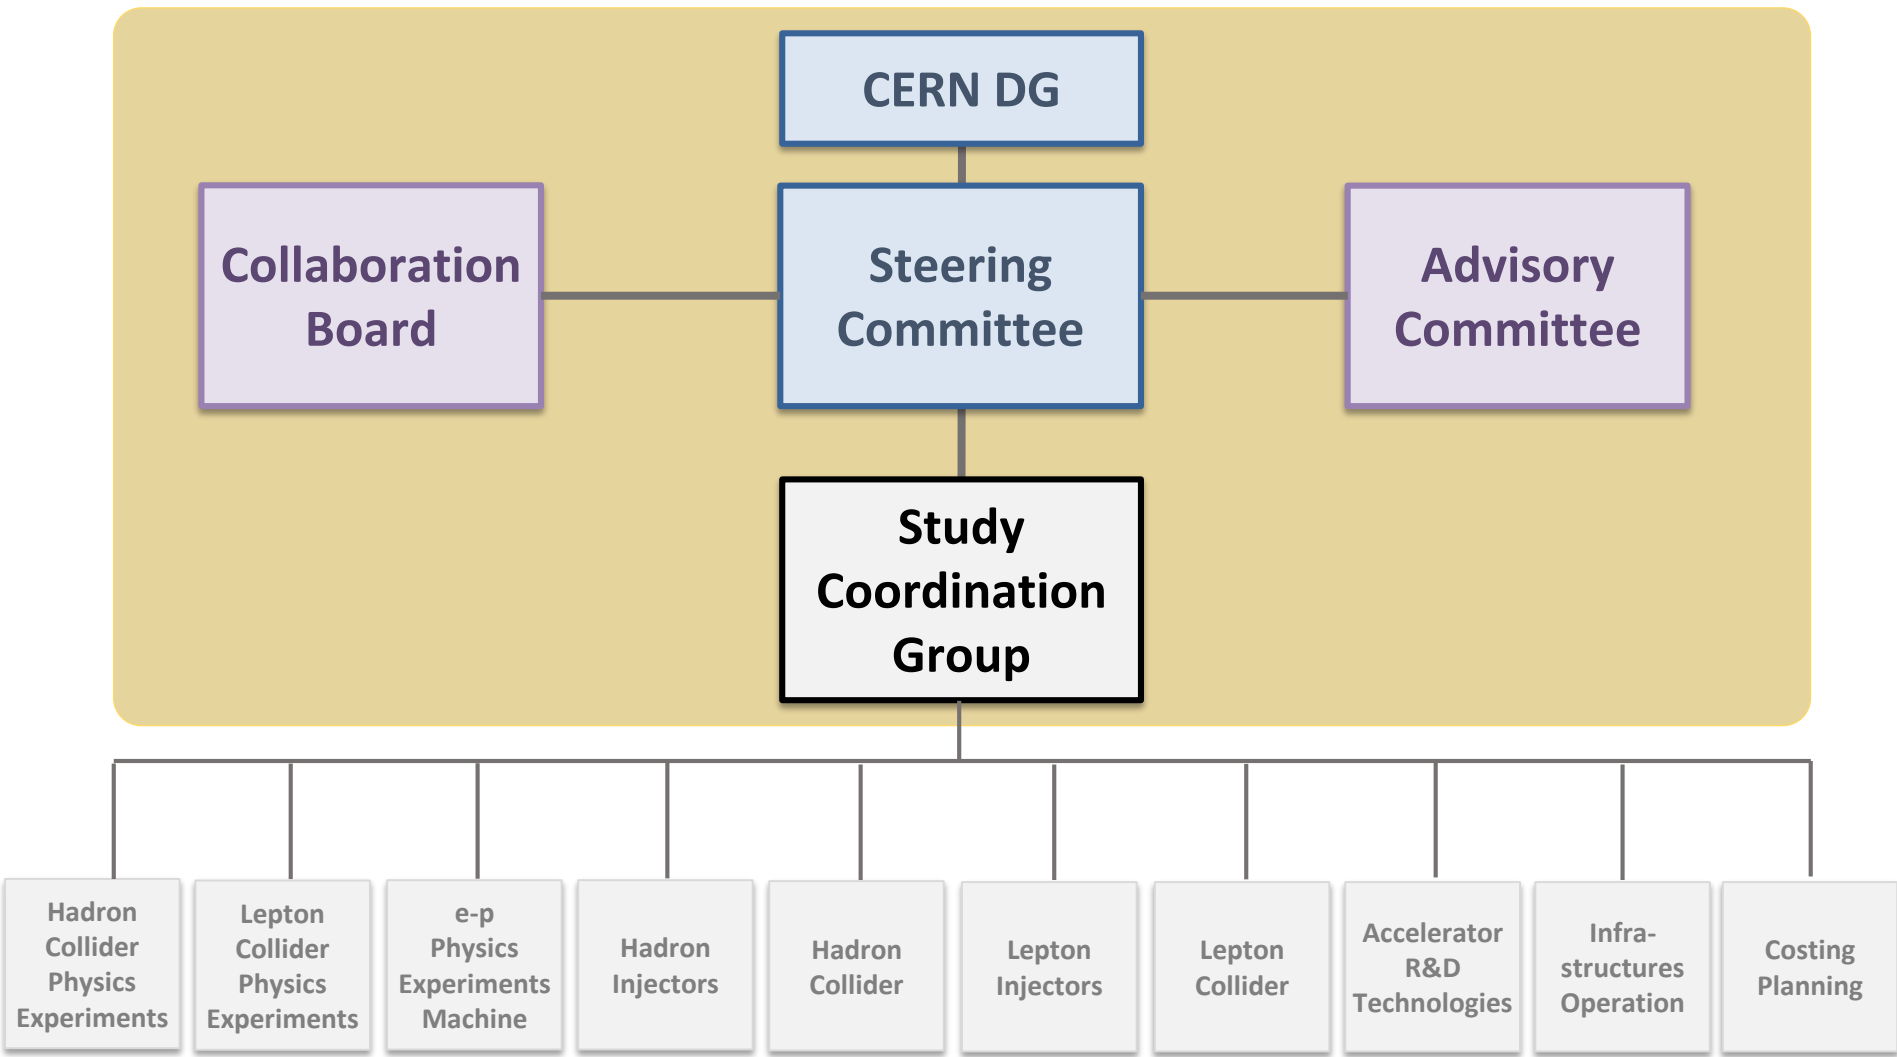 CERN DG
Collaboration
Board
Steering
Committee
Advisory
Committee
Study
Coordination
Group
Hadron
Collider
Physics
Experiments
Lepton
Collider
Physics
Experiments
e-p
Physics
Experiments
Machine
Hadron
Injectors
Hadron
Collider
Lepton
Injectors
Lepton
Collider
Accelerator
R&D
Technologies
Infra-
structures
Operation
Costing
Planning